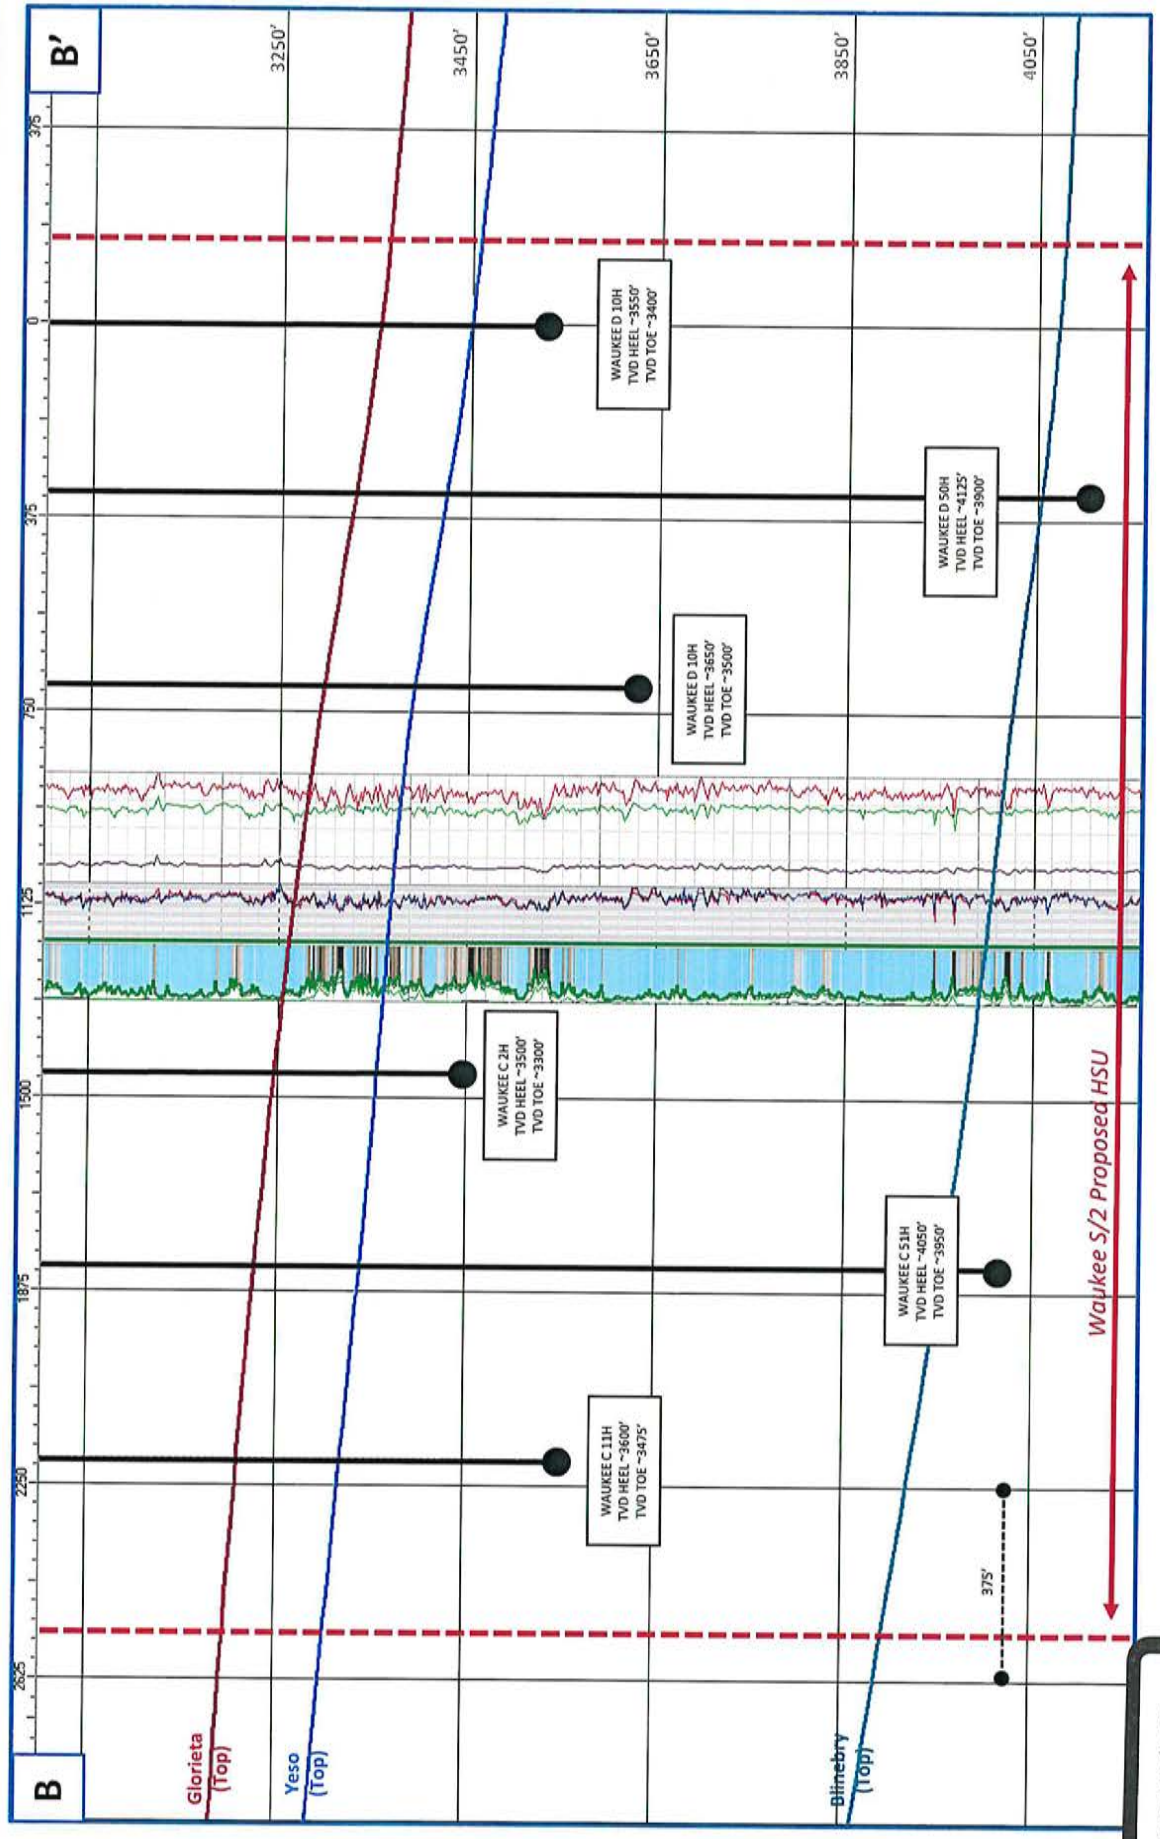 B
B'
2625
2250
1875
1500
1125
750
375
0
375
Glorieta
(Top)
Yeso
(Top)
3250'
3450'
WAUKEE C 2H
TVD HEEL ~3500'
TVD TOE ~3300'
WAUKEE C 11H
TVD HEEL ~3600'
TVD TOE ~3475'
WAUKEE D 10H
TVD HEEL ~3550'
TVD TOE ~3400'
3650'
WAUKEE D 10H
TVD HEEL ~3650'
TVD TOE ~3500'
Blinebry
(Top)
3850'
WAUKEE C 51H
TVD HEEL ~4050'
TVD TOE ~3950'
WAUKEE D 50H
TVD HEEL ~4125'
TVD TOE ~3900'
375'
4050'
Waukee S/2 Proposed HSU